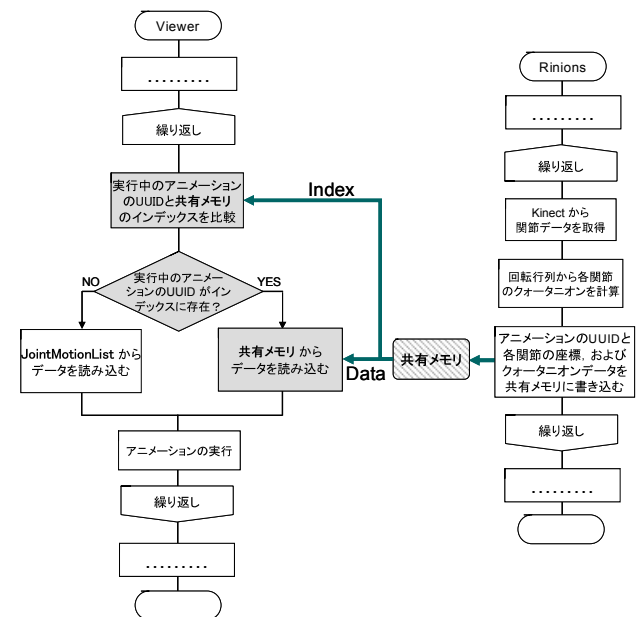 Viewer
………
繰り返し
実行中のアニメーション
のUUIDと共有メモリ
のインデックスを比較
実行中のアニメー
ションのUUID がイン
デックスに存在？
NO
YES
JointMotionList から
データを読み込む
共有メモリ から
データを読み込む
アニメーションの実行
繰り返し
………
Index
Data
共有メモリ
Rinions
………
繰り返し
Kinect から
関節データを取得
回転行列から各関節
のクォータニオンを計算
アニメーションのUUIDと
各関節の座標，および
クォータニオンデータを
共有メモリに書き込む
繰り返し
………